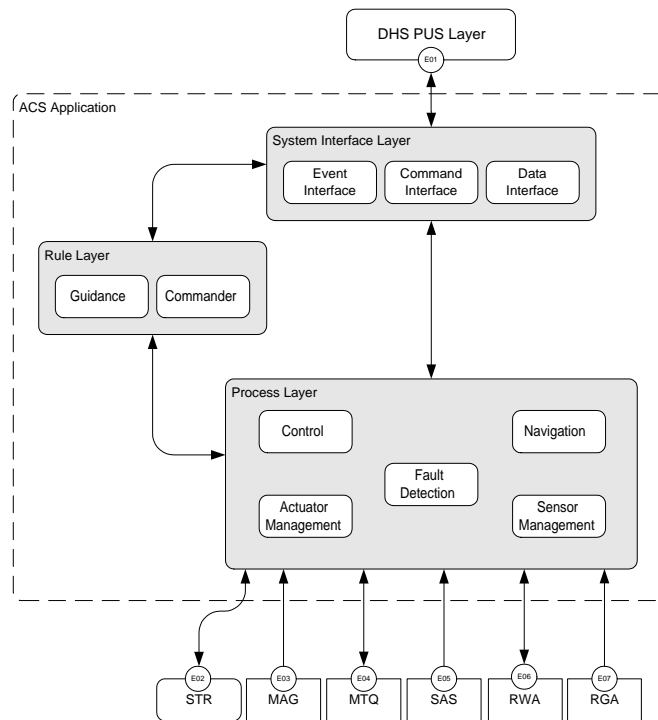 DHS PUS Layer
E01
ACS Application
System Interface Layer
Event
Interface
Command
Interface
Data
Interface
Rule Layer
Guidance
Commander
Process Layer
Control
Navigation
Fault
Detection
Actuator
Management
Sensor
Management
E02
E03
E04
E05
E06
E07
STR
MAG
MTQ
SAS
RWA
RGA